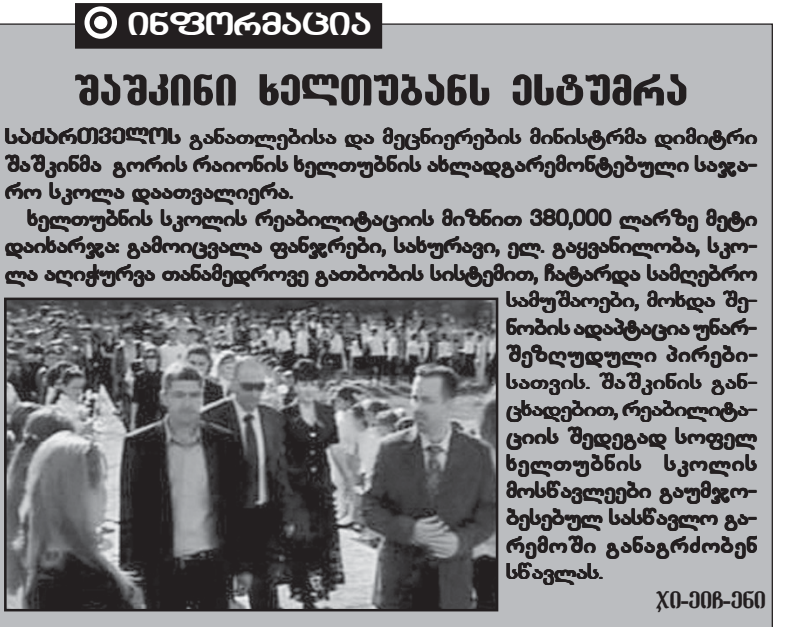 ინფორმაცია
შაშკინი ხელთუბანს ესტუმრა
საქართველოს განათლებისა და მეცნიერების მინისტრმა დიმიტრი
შაშკინმა გორის რაიონის ხელთუბნის ახლადგარემონტებული საჯა-
რო სკოლა დაათვალიერა.
ხელთუბნის სკოლის რეაბილიტაციის მიზნით 380,000 ლარზე მეტი
დაიხარჯა: გამოიცვალა ფანჯრები, სახურავი, ელ. გაყვანილობა, სკო-
ლა აღიჭურვა თანამედროვე გათბობის სისტემით, ჩატარდა სამღებრო
სამუშაოები, მოხდა შე-
ნობის ადაპტაცია უნარ-
შეზღუდული პირები-
სათვის. შაშკინის გან-
ცხადებით, რეაბილიტა-
ციის შედეგად სოფელ
ხელთუბნის სკოლის
მოსწავლეები გაუმჯო-
ბესებულ სასწავლო გა-
რემოში განაგრძობენ
სწავლას.
ჯი-ეიჩ-ენი